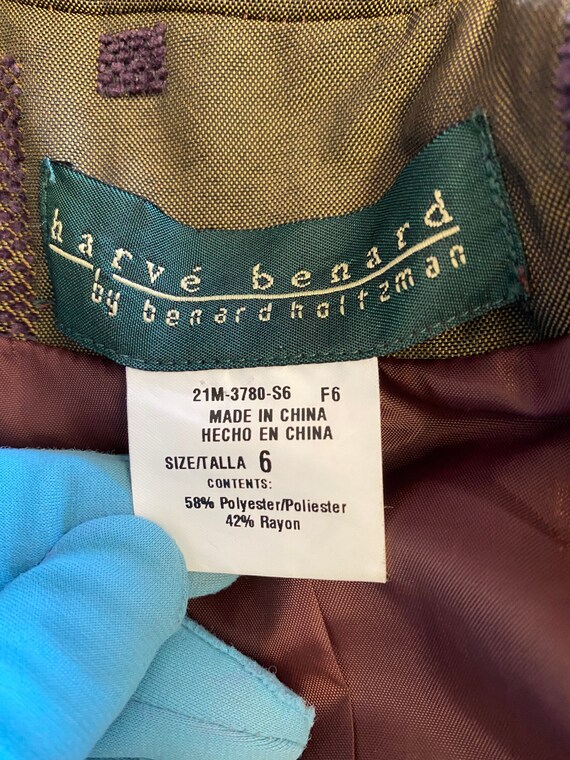 harvé benard
by benard holtzman
21M-3780-S6 F6
MADE IN CHINA
HECHO EN CHINA
SIZE/TALLA 6
CONTENTS:
58% Polyester/Poliester
42% Rayon